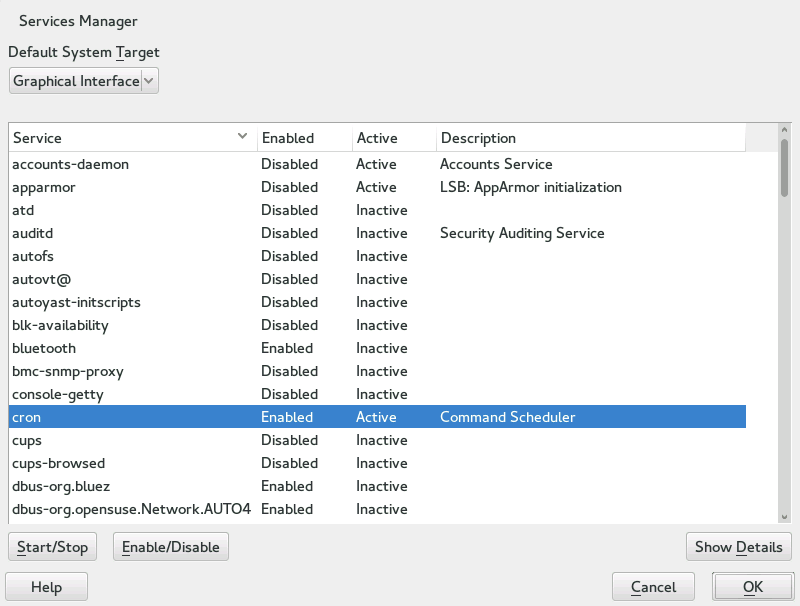 Services Manager
Default System Target
Graphical Interface
Service Enabled Active Description
accounts-daemon Disabled Active Accounts Service
apparmor Disabled Active LSB: AppArmor initialization
atd Disabled Inactive
auditd Disabled Inactive Security Auditing Service
autofs Disabled Inactive
autovt@ Disabled Inactive
autoyast-initscripts Disabled Inactive
blk-availability Disabled Inactive
bluetooth Enabled Inactive
bmc-snmp-proxy Disabled Inactive
console-getty Disabled Inactive
cron Enabled Active Command Scheduler
cups Disabled Inactive
cups-browsed Disabled Inactive
dbus-org.bluez Enabled Inactive
dbus-org.opensuse.Network.AUTO4 Enabled Inactive
Start/Stop Enable/Disable Show Details
Help Cancel OK